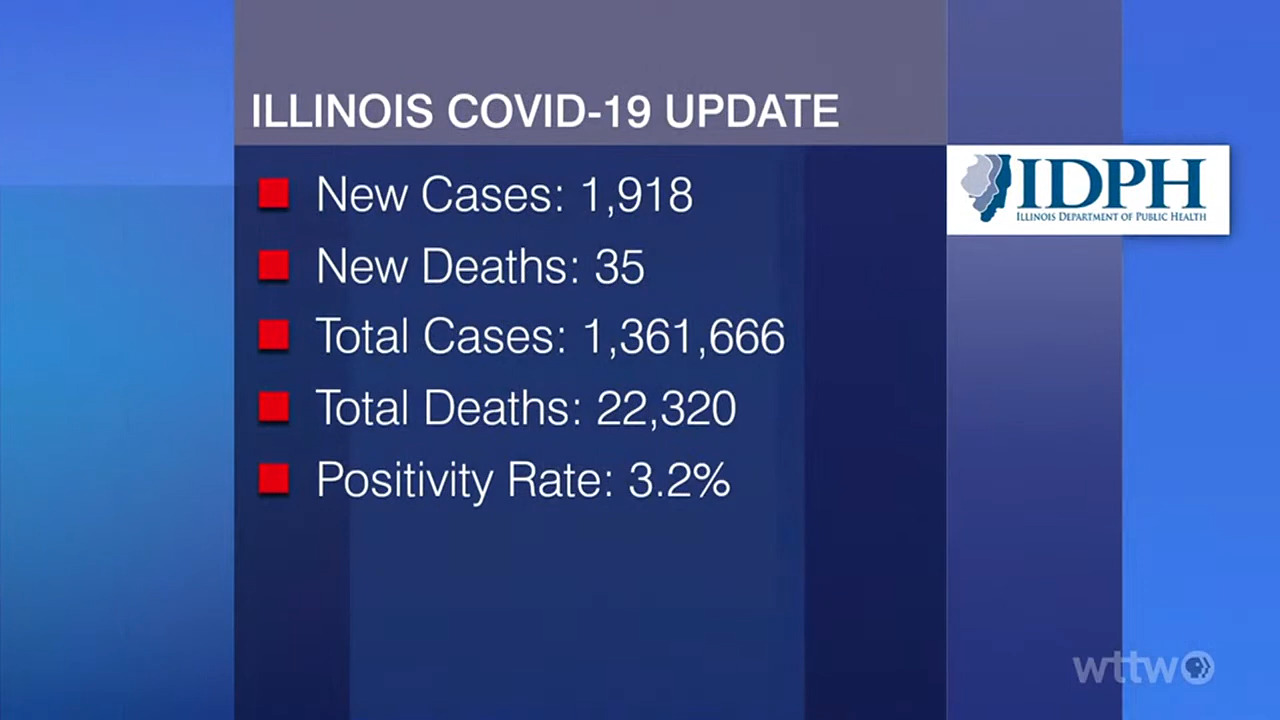 ILLINOIS COVID-19 UPDATE
New Cases: 1,918
New Deaths: 35
Total Cases: 1,361,666
Total Deaths: 22,320
Positivity Rate: 3.2%
IDPH
ILLINOIS DEPARTMENT OF PUBLIC HEALTH
wttw